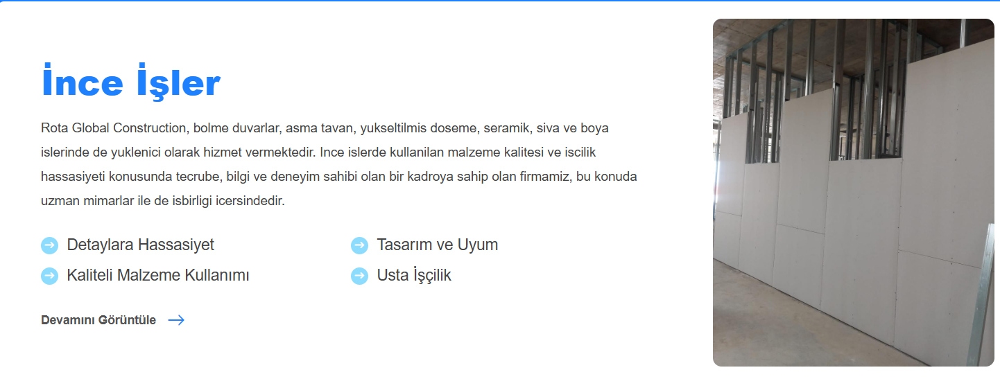 İnce İşler
Rota Global Construction, bolme duvarlar, asma tavan, yukseltilmis doseme, seramik, siva ve boya
islerinde de yuklenici olarak hizmet vermektedir. Ince islerde kullanilan malzeme kalitesi ve iscilik
hassasiyeti konusunda tecrube, bilgi ve deneyim sahibi olan bir kadroya sahip olan firmamiz, bu konuda
uzman mimarlar ile de isbirligi icersindedir.
Detaylara Hassasiyet
Tasarım ve Uyum
Kaliteli Malzeme Kullanımı
Usta İşçilik
Devamını Görüntüle